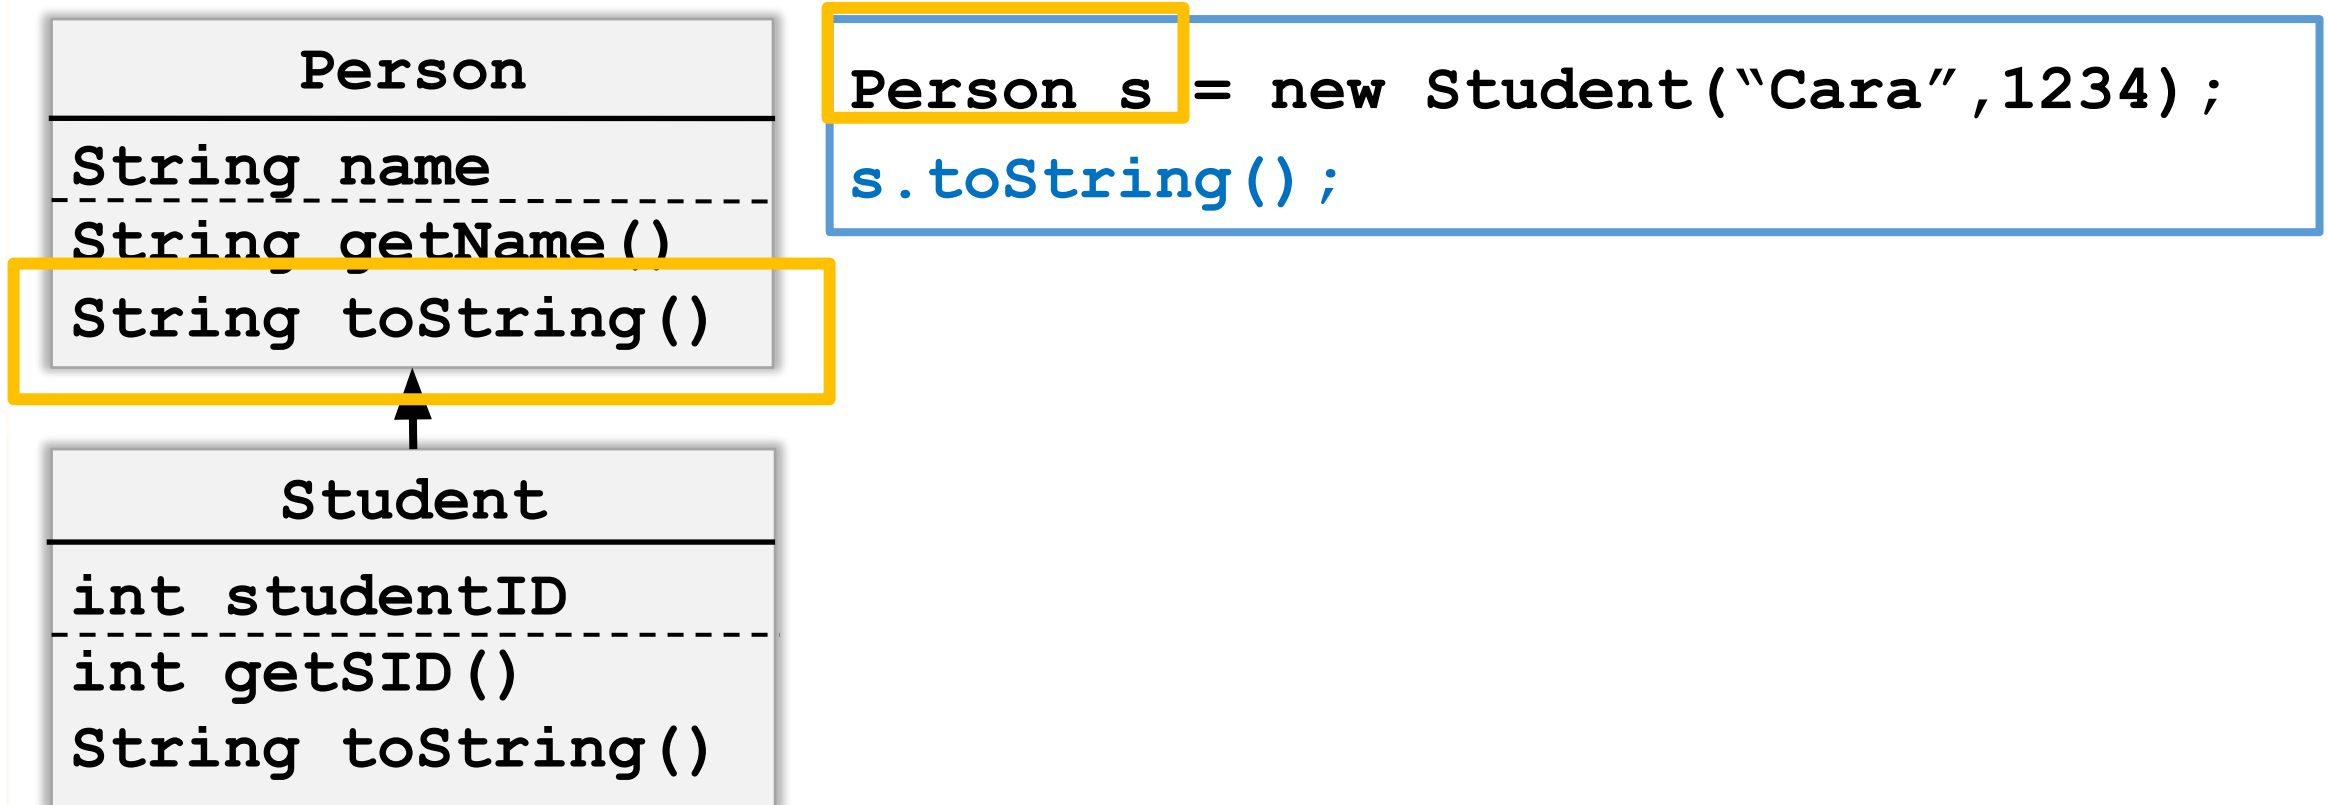 Person
String name
String getName()
String toString()
Student
int studentID
int getSID()
String toString()
Person s = new Student(“Cara”,1234);
s.toString();